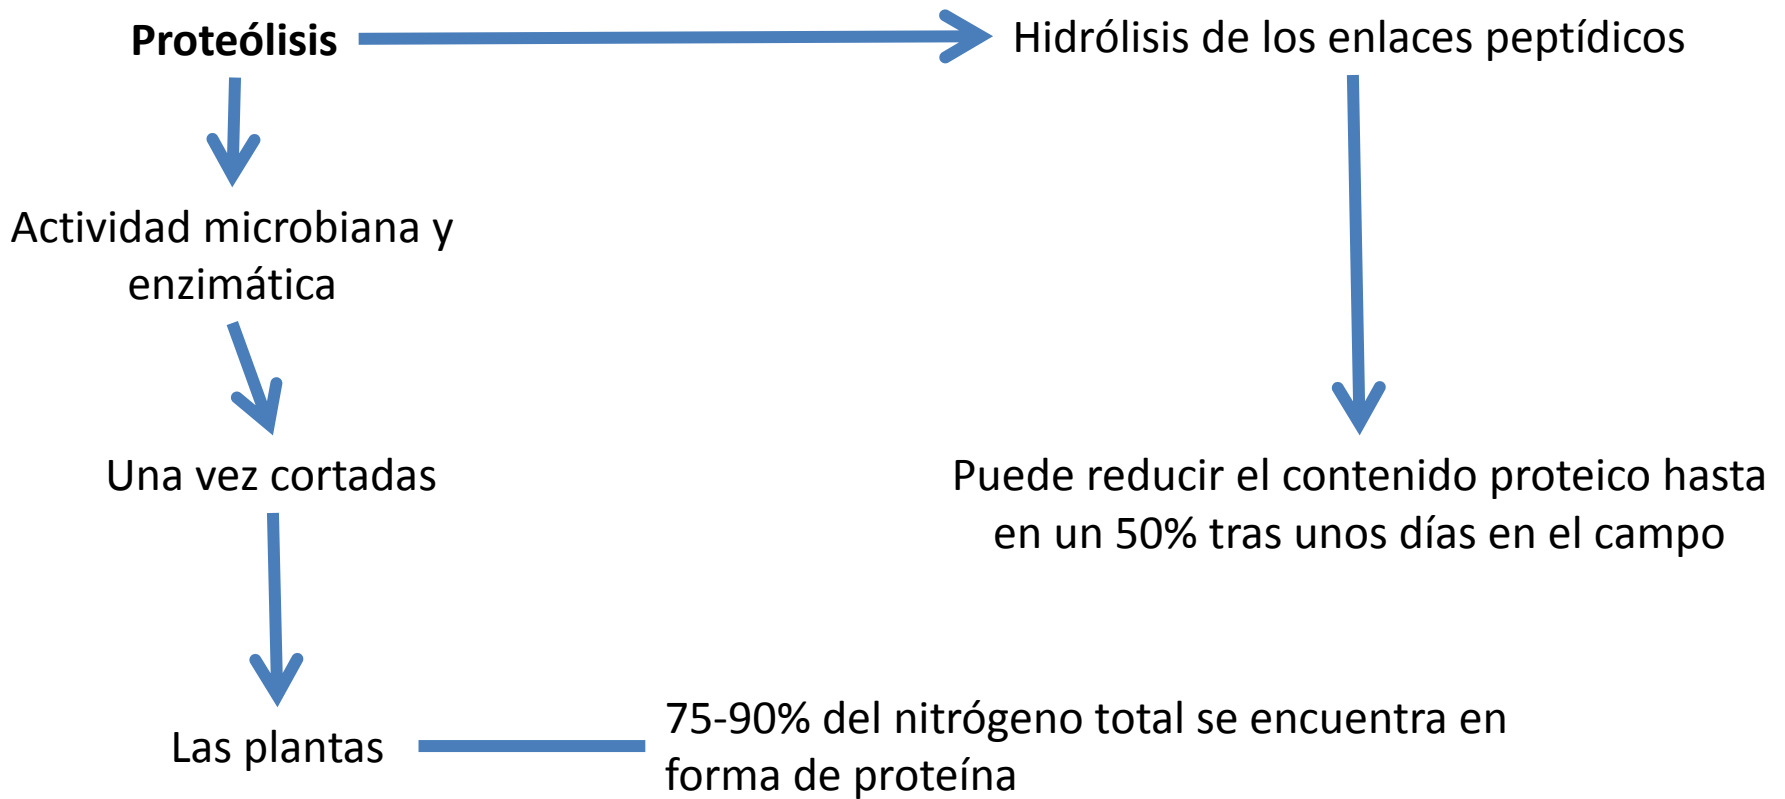 Proteólisis
Hidrólisis de los enlaces peptídicos
Actividad microbiana y
enzimática
Una vez cortadas
Puede reducir el contenido proteico hasta
en un 50% tras unos días en el campo
Las plantas
75-90% del nitrógeno total se encuentra en
forma de proteína